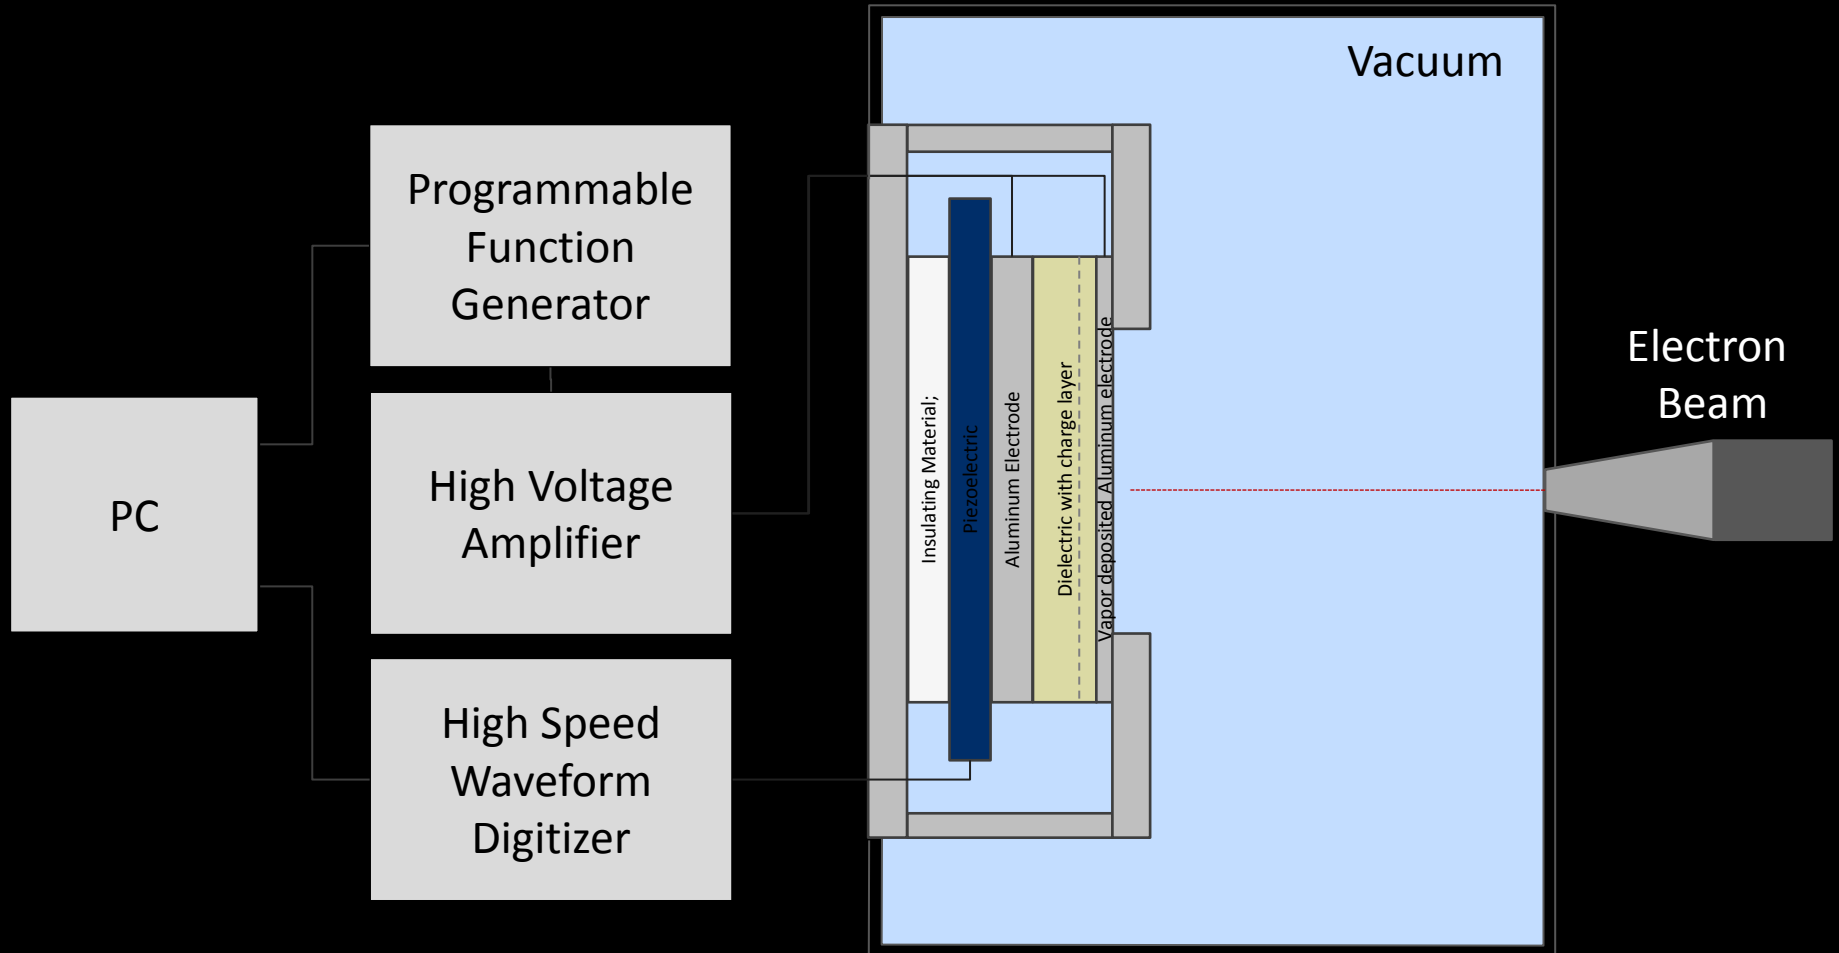 Vacuum
Programmable
Function
Generator
High Voltage
Amplifier
High Speed
Waveform
Digitizer
PC
Insulating Material;
Piezoelectric
Aluminum Electrode
Dielectric with charge layer
Vapor deposited Aluminum electrode
Electron
Beam